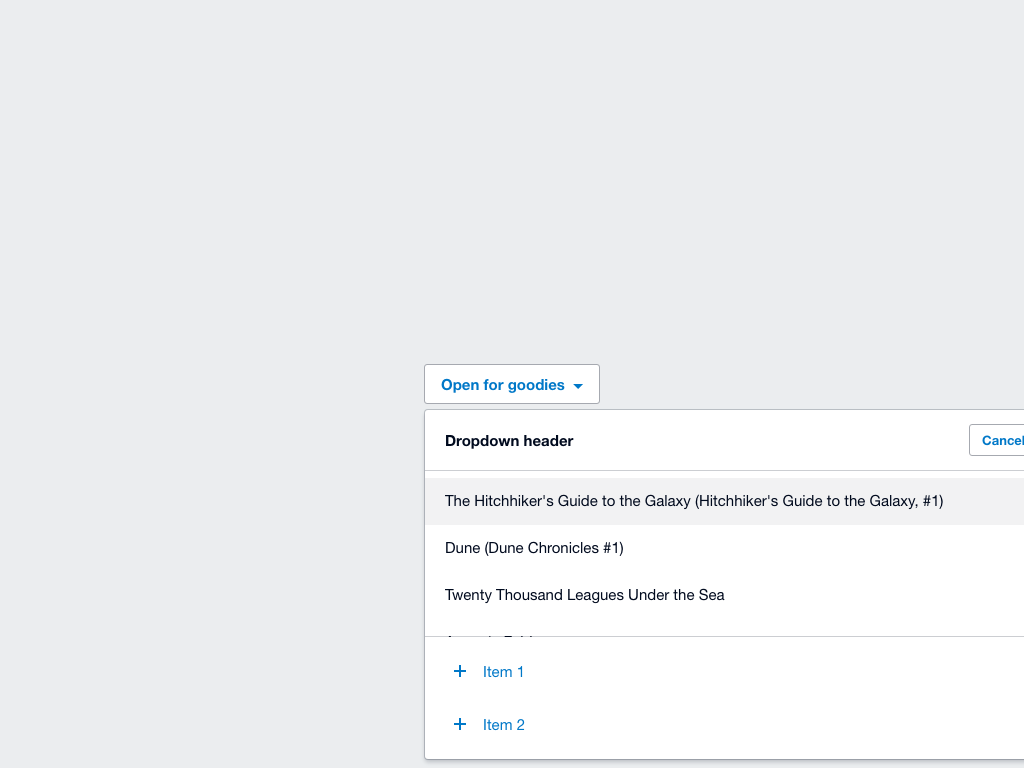 Open for goodies
Dropdown header
Cancel
The Hitchhiker's Guide to the Galaxy (Hitchhiker's Guide to the Galaxy, #1)
Dune (Dune Chronicles #1)
Twenty Thousand Leagues Under the Sea
Item 1
Item 2